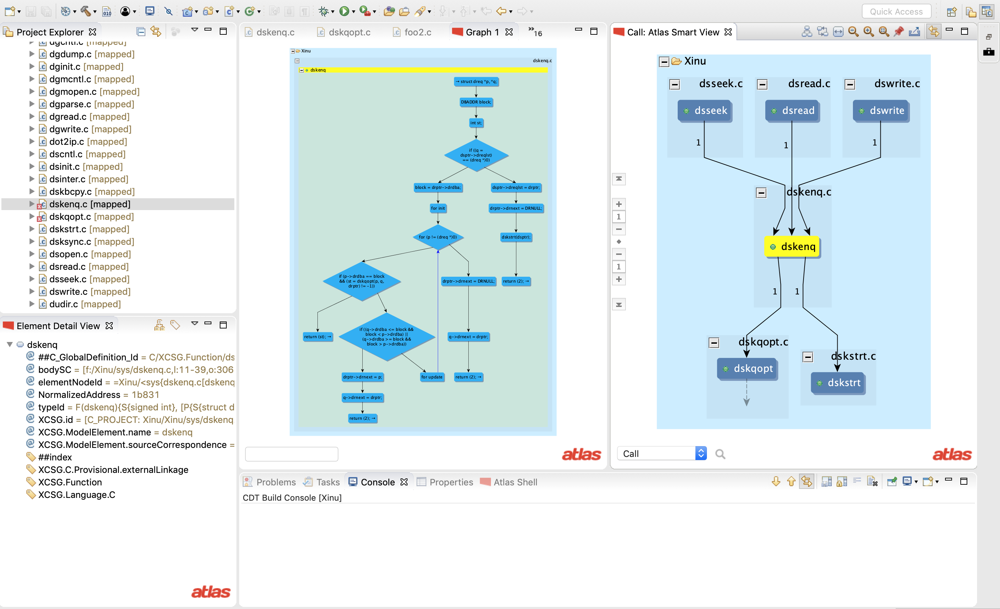 010
Quick Access
Project Explorer
dgcntl.c [mapped]
dgdump.c [mapped]
dginit.c [mapped]
dgmcntl.c [mapped]
dgmopen.c [mapped]
dgparse.c [mapped]
dgread.c [mapped]
dgwrite.c [mapped]
dot2ip.c [mapped]
dscntl.c [mapped]
dsinit.c [mapped]
dsinter.c [mapped]
dskbcpy.c [mapped]
dskenq.c [mapped]
dskqopt.c [mapped]
dskstrt.c [mapped]
dsksync.c [mapped]
dsopen.c [mapped]
dsread.c [mapped]
dsseek.c [mapped]
dswrite.c [mapped]
dudir.c [mapped]
Element Detail View
dskenq
##C_GlobalDefinition_Id = C/XCSG.Function/ds
bodySC = [f:/Xinu/sys/dskenq.c,l:11-39,o:306
elementNodeId = =Xinu/<sys{dskenq.c[dskenq
NormalizedAddress = 1b831
typeId = F(dskenq){S{signed int}, [P{S{struct d
XCSG.id = [C_PROJECT: Xinu/Xinu/sys/dskenq.
XCSG.ModelElement.name = dskenq
XCSG.ModelElement.sourceCorrespondence =
##index
XCSG.C.Provisional.externalLinkage
XCSG.Function
XCSG.Language.C
atlas
dskenq.c
dskqopt.c
foo2.c
Graph 1
»16
Xinu
dskenq.c
dskenq
→ struct dreq *p, *q;
DBADDR block;
int st;
if ((q =
dsptr->dreqlst)
== (dreq *)0)
block = drptr->drdba;
dsptr->dreqlst = drptr;
for init
drptr->drnext = DRNULL;
for (p != (dreq *)0)
dskstrt(dsptr);
if (p->drdba == block
&& (st = dskqopt(p, q,
drptr) != -1))
drptr->drnext = DRNULL;
return (2); →
return (st); →
if ((q->drdba <= block &&
block < p->drdba) ||
(q->drdba >= block &&
block > p->drdba))
q->drnext = drptr;
drptr->drnext = p;
for update
return (2); →
q->drnext = drptr;
return (2); →
atlas
Call: Atlas Smart View
Xinu
dsseek.c
dsread.c
dswrite.c
dsseek
dsread
dswrite
1
1
1
dskenq.c
dskenq
1
1
dskqopt.c
dskqopt
dskstrt.c
dskstrt
1
1
Call
atlas
Problems
Tasks
Console
Properties
Atlas Shell
CDT Build Console [Xinu]